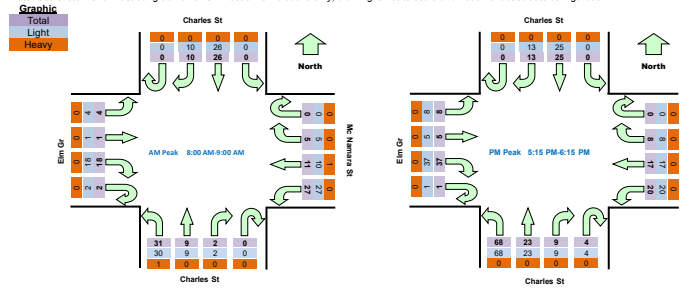 Graphic
Total
Light
Heavy
Charles St
0 0 0 0
0 10 26 0
0 10 26 0
North
Elm Gr
0 4 4
0 1 1
0 18 18
0 2 2
AM Peak 8:00 AM-9:00 AM
0 0 0
5 5 0
11 10 1
27 27 0
Mc Namara St
31 9 2 0
30 9 2 0
1 0 0 0
Charles St
Charles St
0 0 0 0
0 13 25 0
0 13 25 0
North
Elm Gr
0 8 8
0 5 5
0 37 37
0 1 1
PM Peak 5:15 PM-6:15 PM
0 0 0
8 8 0
17 17 0
20 20 0
68 23 9 4
68 23 9 4
0 0 0 0
Charles St